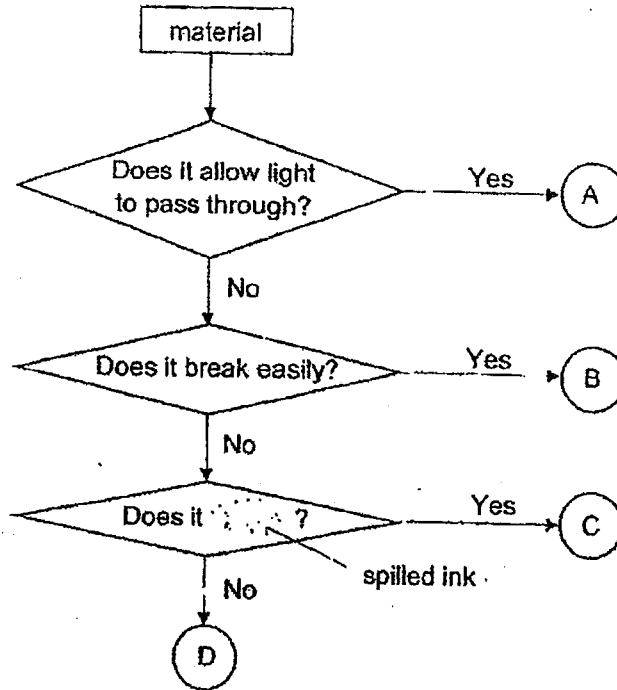 material
Does it allow light
to pass through?
Yes
A
No
Does it break easily?
Yes
B
No
Does it ?
Yes
C
spilled ink
No
D